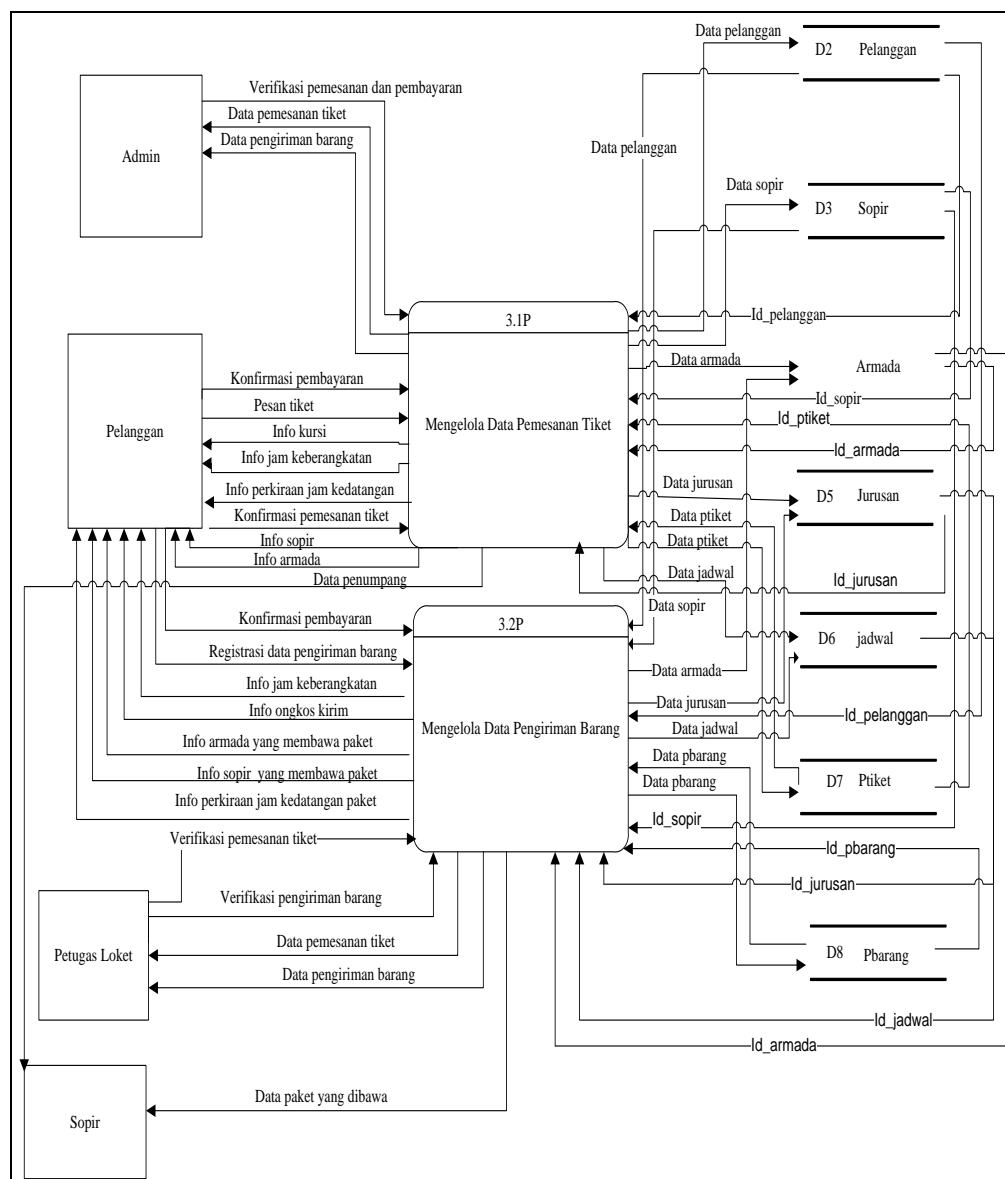 Data pelanggan
D2 Pelanggan
Verifikasi pemesanan dan pembayaran
Data pemesanan tiket
Data pengiriman barang
Admin
Data pelanggan
Data sopir
D3 Sopir
3.1P
Id_pelanggan
Data armada
Armada
Konfirmasi pembayaran
Id_sopir
Pesan tiket
Id_ptiket
Pelanggan
Mengelola Data Pemesanan Tiket
Info kursi
Id_armada
Info jam keberangkatan
Data jurusan
D5 Jurusan
Info perkiraan jam kedatangan
Data ptiket
Konfirmasi pemesanan tiket
Info sopir
Data ptiket
Info armada
Data penumpang
Data jadwal
Id_jurusan
Data sopir
Konfirmasi pembayaran
3.2P
D6 jadwal
Registrasi data pengiriman barang
Data armada
Info jam keberangkatan
Data jurusan
Info ongkos kirim
Id_pelanggan
Mengelola Data Pengiriman Barang
Data jadwal
Info armada yang membawa paket
Data pbarang
Info sopir yang membawa paket
Data pbarang
D7 Ptiket
Info perkiraan jam kedatangan paket
Id_sopir
Verifikasi pemesanan tiket
Id_pbarang
Id_jurusan
Verifikasi pengiriman barang
Data pemesanan tiket
Petugas Loket
D8 Pbarang
Data pengiriman barang
Id_jadwal
Id_armada
Data paket yang dibawa
Sopir